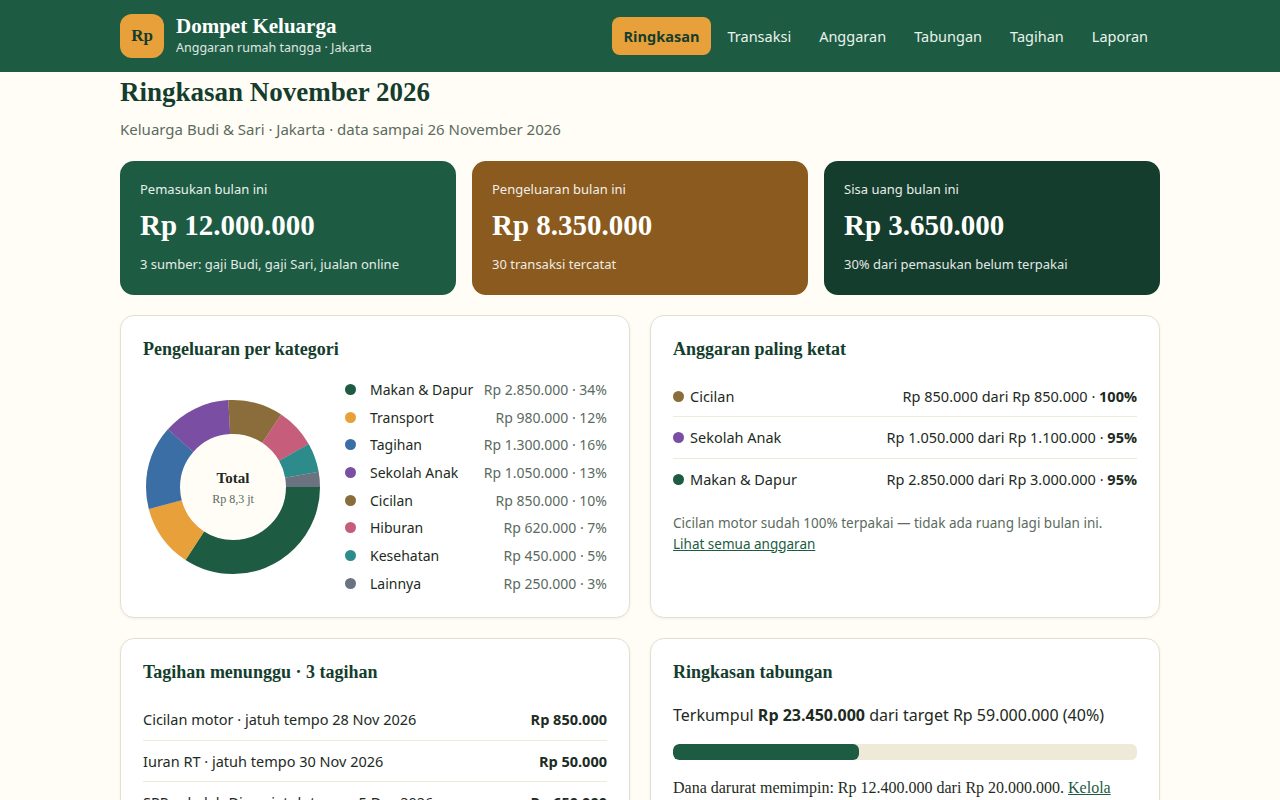 Rp
Dompet Keluarga
Anggaran rumah tangga · Jakarta
Ringkasan
Transaksi
Anggaran
Tabungan
Tagihan
Laporan
Ringkasan November 2026
Keluarga Budi & Sari · Jakarta · data sampai 26 November 2026
Pemasukan bulan ini
Rp 12.000.000
3 sumber: gaji Budi, gaji Sari, jualan online
Pengeluaran bulan ini
Rp 8.350.000
30 transaksi tercatat
Sisa uang bulan ini
Rp 3.650.000
30% dari pemasukan belum terpakai
Pengeluaran per kategori
Total
Rp 8,3 jt
Makan & Dapur Rp 2.850.000 · 34%
Transport Rp 980.000 · 12%
Tagihan Rp 1.300.000 · 16%
Sekolah Anak Rp 1.050.000 · 13%
Cicilan Rp 850.000 · 10%
Hiburan Rp 620.000 · 7%
Kesehatan Rp 450.000 · 5%
Lainnya Rp 250.000 · 3%
Anggaran paling ketat
Cicilan Rp 850.000 dari Rp 850.000 · 100%
Sekolah Anak Rp 1.050.000 dari Rp 1.100.000 · 95%
Makan & Dapur Rp 2.850.000 dari Rp 3.000.000 · 95%
Cicilan motor sudah 100% terpakai — tidak ada ruang lagi bulan ini.
Lihat semua anggaran
Tagihan menunggu · 3 tagihan
Cicilan motor · jatuh tempo 28 Nov 2026 Rp 850.000
Iuran RT · jatuh tempo 30 Nov 2026 Rp 50.000
Ringkasan tabungan
Terkumpul Rp 23.450.000 dari target Rp 59.000.000 (40%)
Dana darurat memimpin: Rp 12.400.000 dari Rp 20.000.000. Kelola